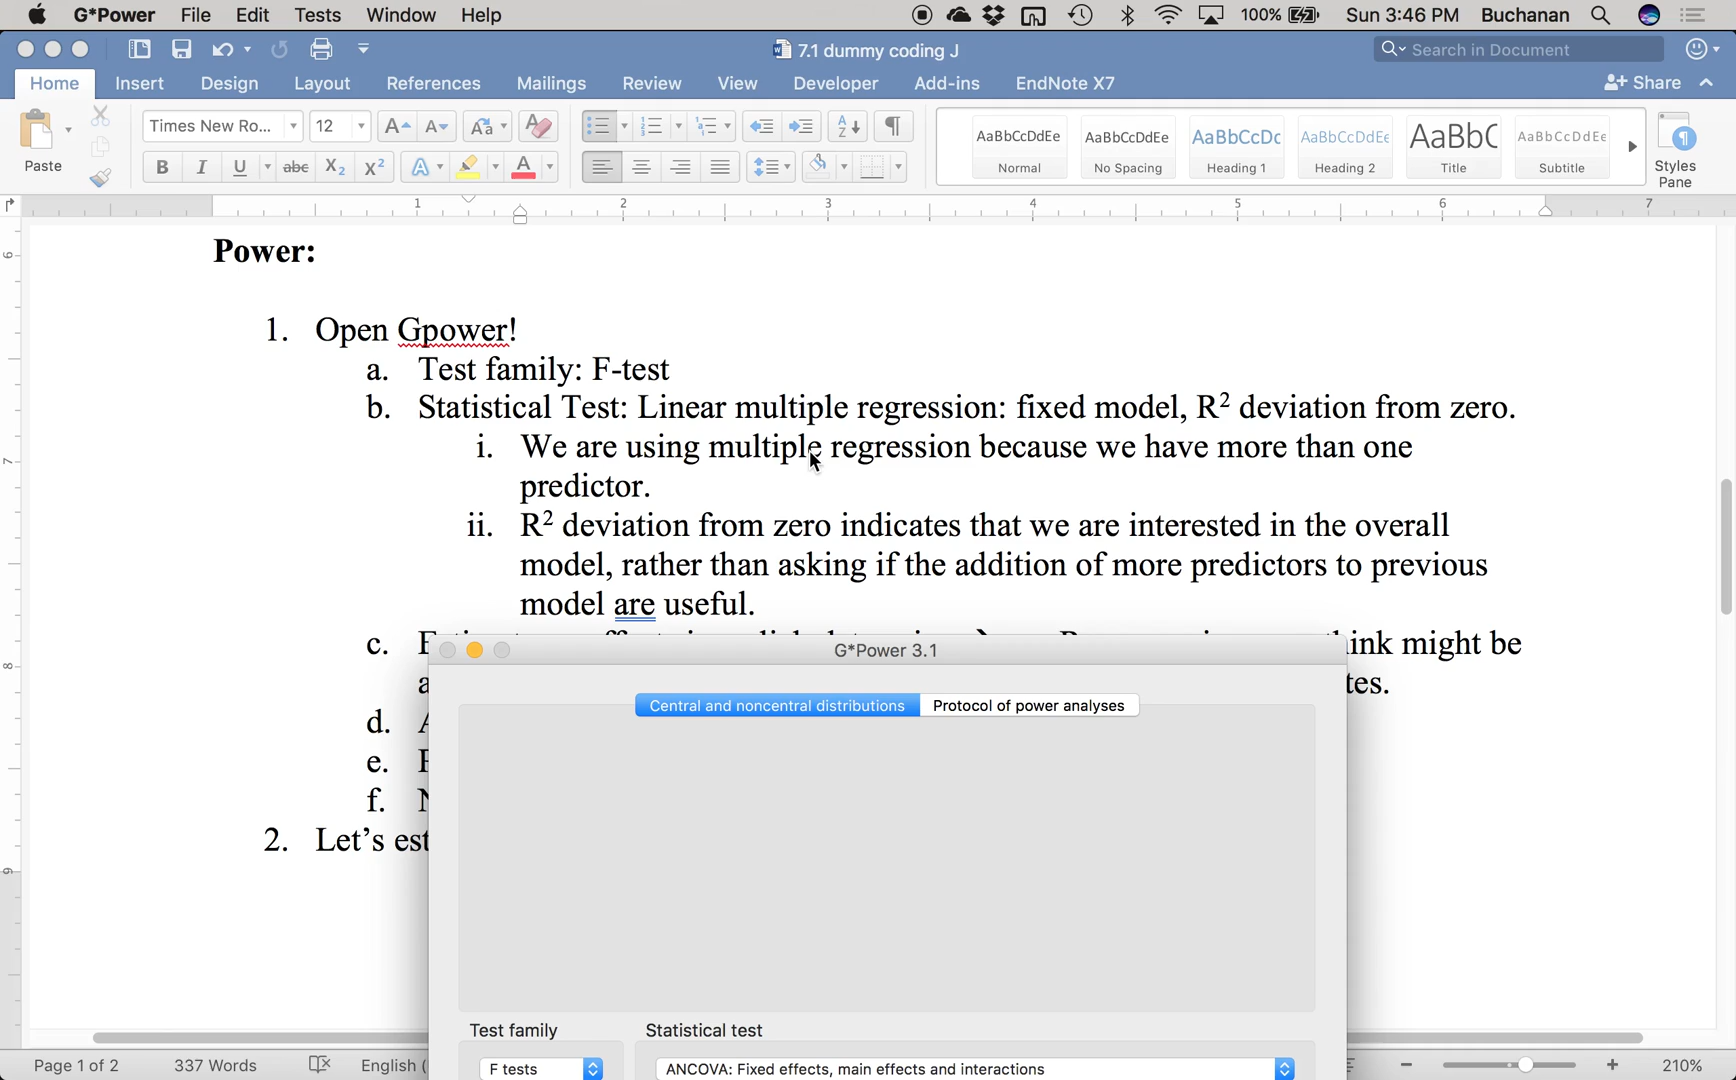 G*Power File Edit Tests Window Help 100% Sun 3:46 PM Buchanan
7.1 dummy coding J Search in Document
Home Insert Design Layout References Mailings Review View Developer Add-ins EndNote X7 Share
Times New Ro... 12
AaBbCcDdEe AaBbCcDdEe AaBbCcDc AaBbCcDdEe AaBbC AaBbCcDdEe
Paste
Normal No Spacing Heading 1 Heading 2 Title Subtitle
Styles
Pane
1 2 3 4 5 6 7
Power:
1. Open Gpower!
a. Test family: F-test
b. Statistical Test: Linear multiple regression: fixed model, R² deviation from zero.
i. We are using multiple regression because we have more than one
predictor.
ii. R² deviation from zero indicates that we are interested in the overall
model, rather than asking if the addition of more predictors to previous
model are useful.
c. might be
G*Power 3.1
Central and noncentral distributions Protocol of power analyses
d.
e.
f.
2. Let's
Test family Statistical test
F tests ANCOVA: Fixed effects, main effects and interactions
Page 1 of 2 337 Words English 210%